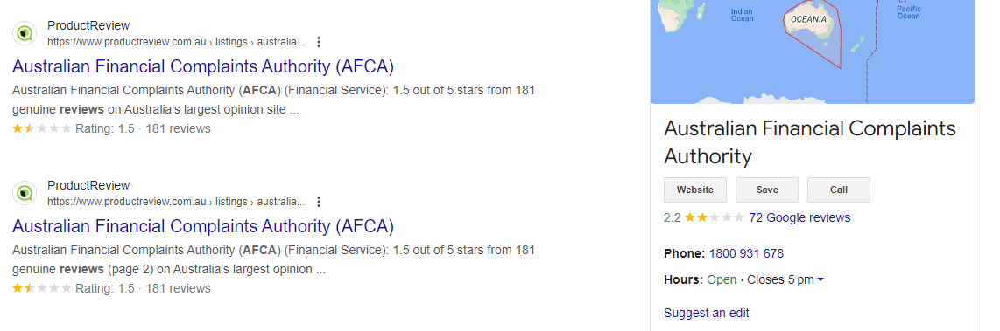 ProductReview
https://www.productreview.com.au › listings › australia...
Australian Financial Complaints Authority (AFCA)
Australian Financial Complaints Authority (AFCA) (Financial Service): 1.5 out of 5 stars from 181
genuine reviews on Australia's largest opinion site ...
Rating: 1.5 · 181 reviews
ProductReview
https://www.productreview.com.au › listings › australia...
Australian Financial Complaints Authority (AFCA)
Australian Financial Complaints Authority (AFCA) (Financial Service): 1.5 out of 5 stars from 181
genuine reviews (page 2) on Australia's largest opinion ...
Rating: 1.5 · 181 reviews
Indian
Ocean
OCEANIA
Pacific
Ocean
Australian Financial Complaints
Authority
Website Save Call
2.2 72 Google reviews
Phone: 1800 931 678
Hours: Open · Closes 5 pm
Suggest an edit